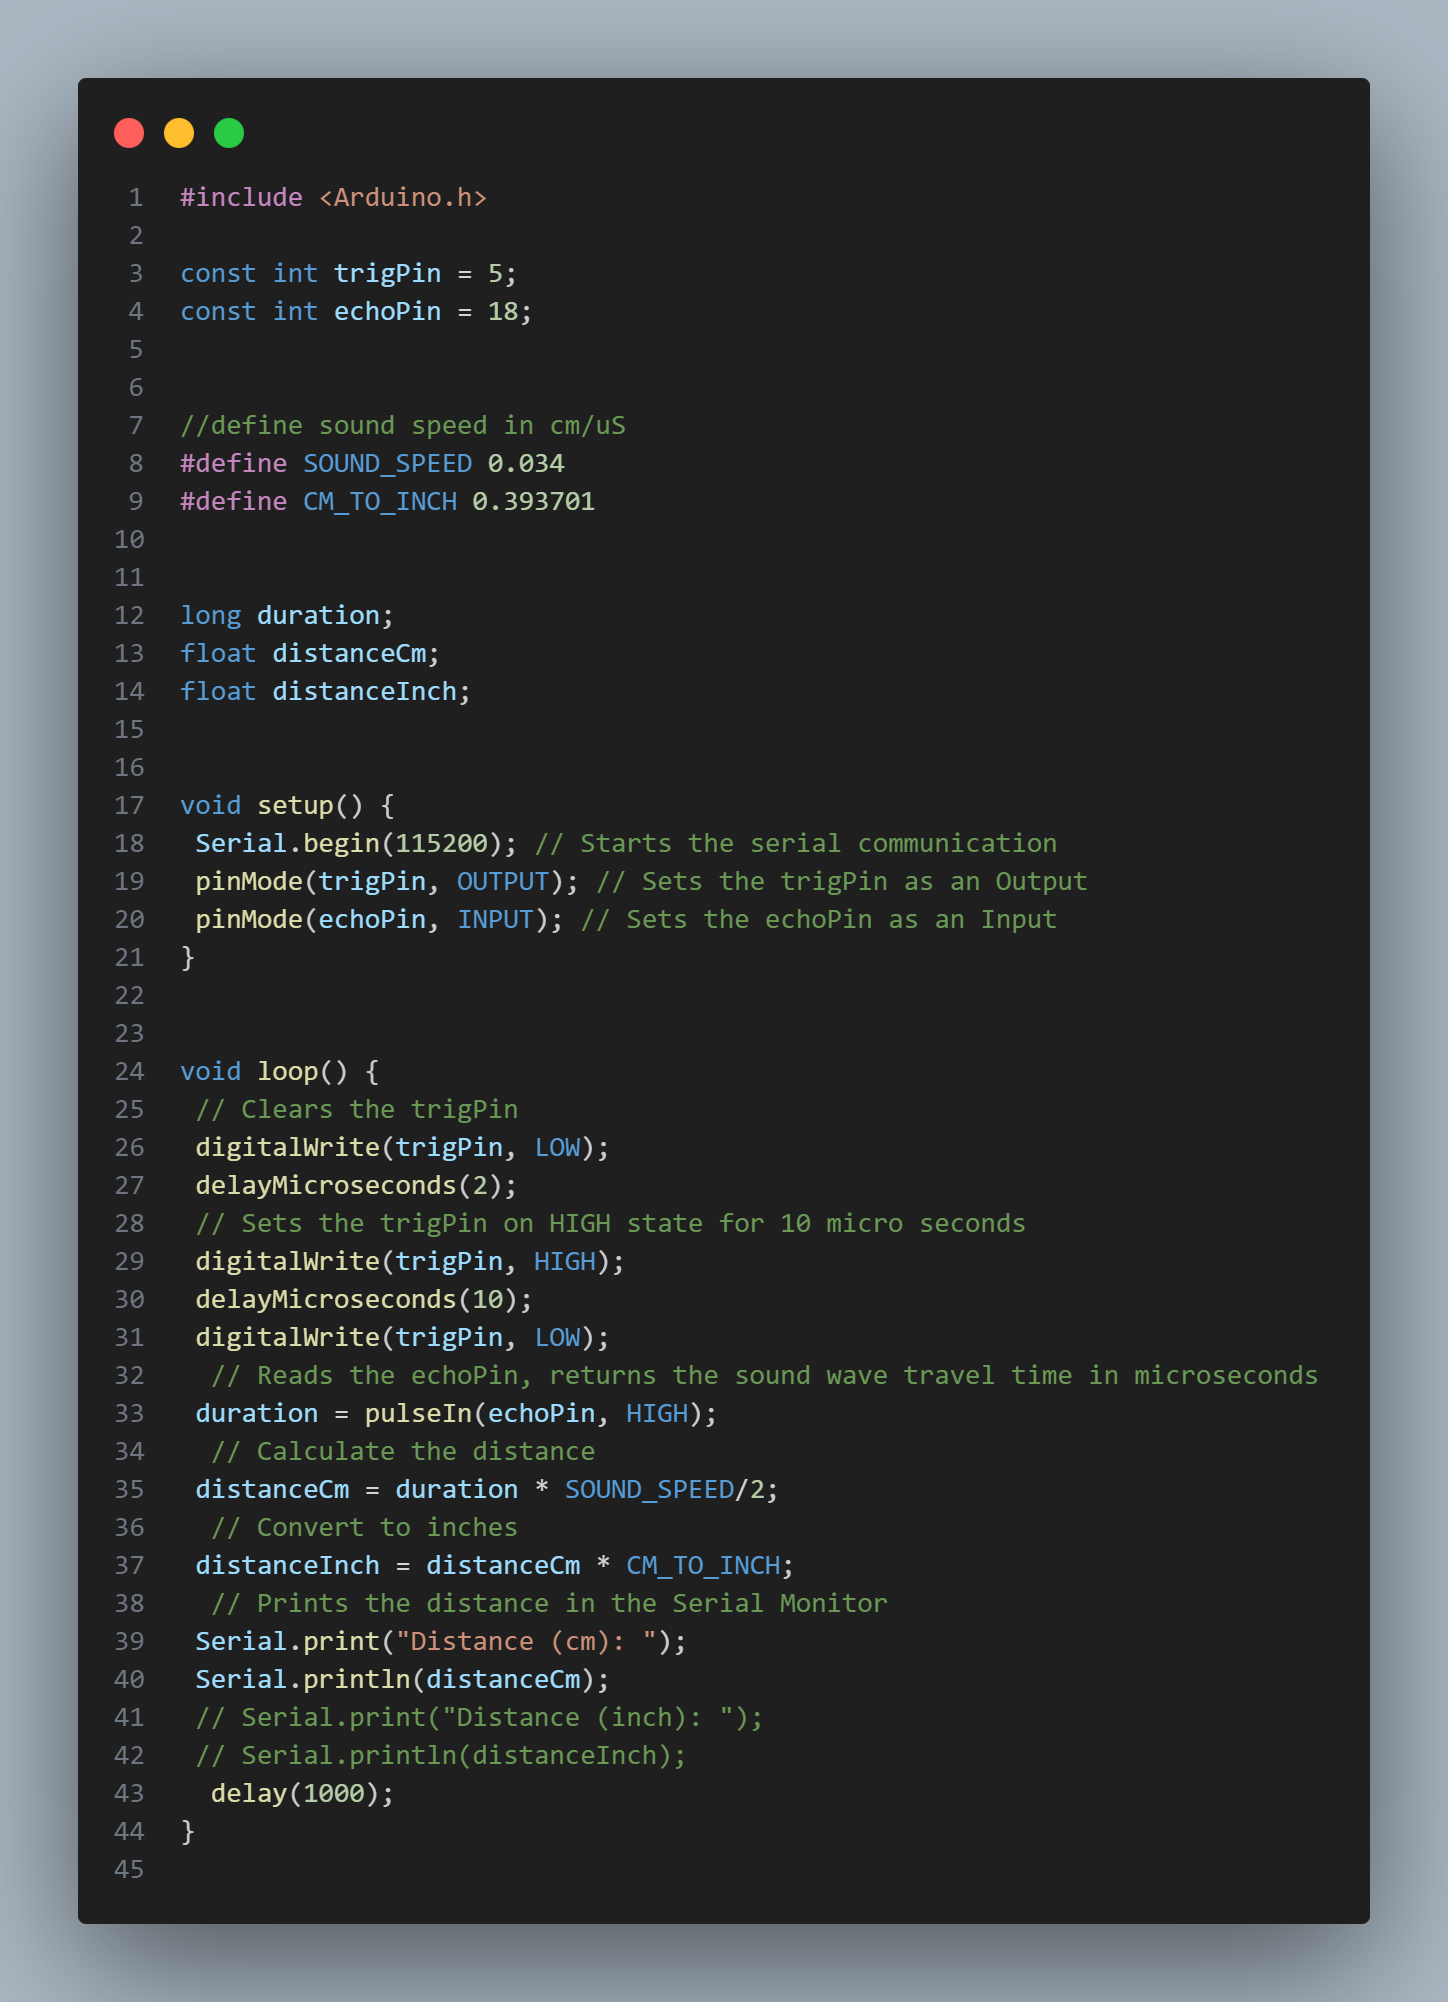 1 #include <Arduino.h>
2
3 const int trigPin = 5;
4 const int echoPin = 18;
5
6
7 //define sound speed in cm/uS
8 #define SOUND_SPEED 0.034
9 #define CM_TO_INCH 0.393701
10
11
12 long duration;
13 float distanceCm;
14 float distanceInch;
15
16
17 void setup() {
18  Serial.begin(115200); // Starts the serial communication
19  pinMode(trigPin, OUTPUT); // Sets the trigPin as an Output
20  pinMode(echoPin, INPUT); // Sets the echoPin as an Input
21 }
22
23
24 void loop() {
25  // Clears the trigPin
26  digitalWrite(trigPin, LOW);
27  delayMicroseconds(2);
28  // Sets the trigPin on HIGH state for 10 micro seconds
29  digitalWrite(trigPin, HIGH);
30  delayMicroseconds(10);
31  digitalWrite(trigPin, LOW);
32   // Reads the echoPin, returns the sound wave travel time in microseconds
33  duration = pulseIn(echoPin, HIGH);
34   // Calculate the distance
35  distanceCm = duration * SOUND_SPEED/2;
36   // Convert to inches
37  distanceInch = distanceCm * CM_TO_INCH;
38   // Prints the distance in the Serial Monitor
39  Serial.print("Distance (cm): ");
40  Serial.println(distanceCm);
41  // Serial.print("Distance (inch): ");
42  // Serial.println(distanceInch);
43   delay(1000);
44 }
45